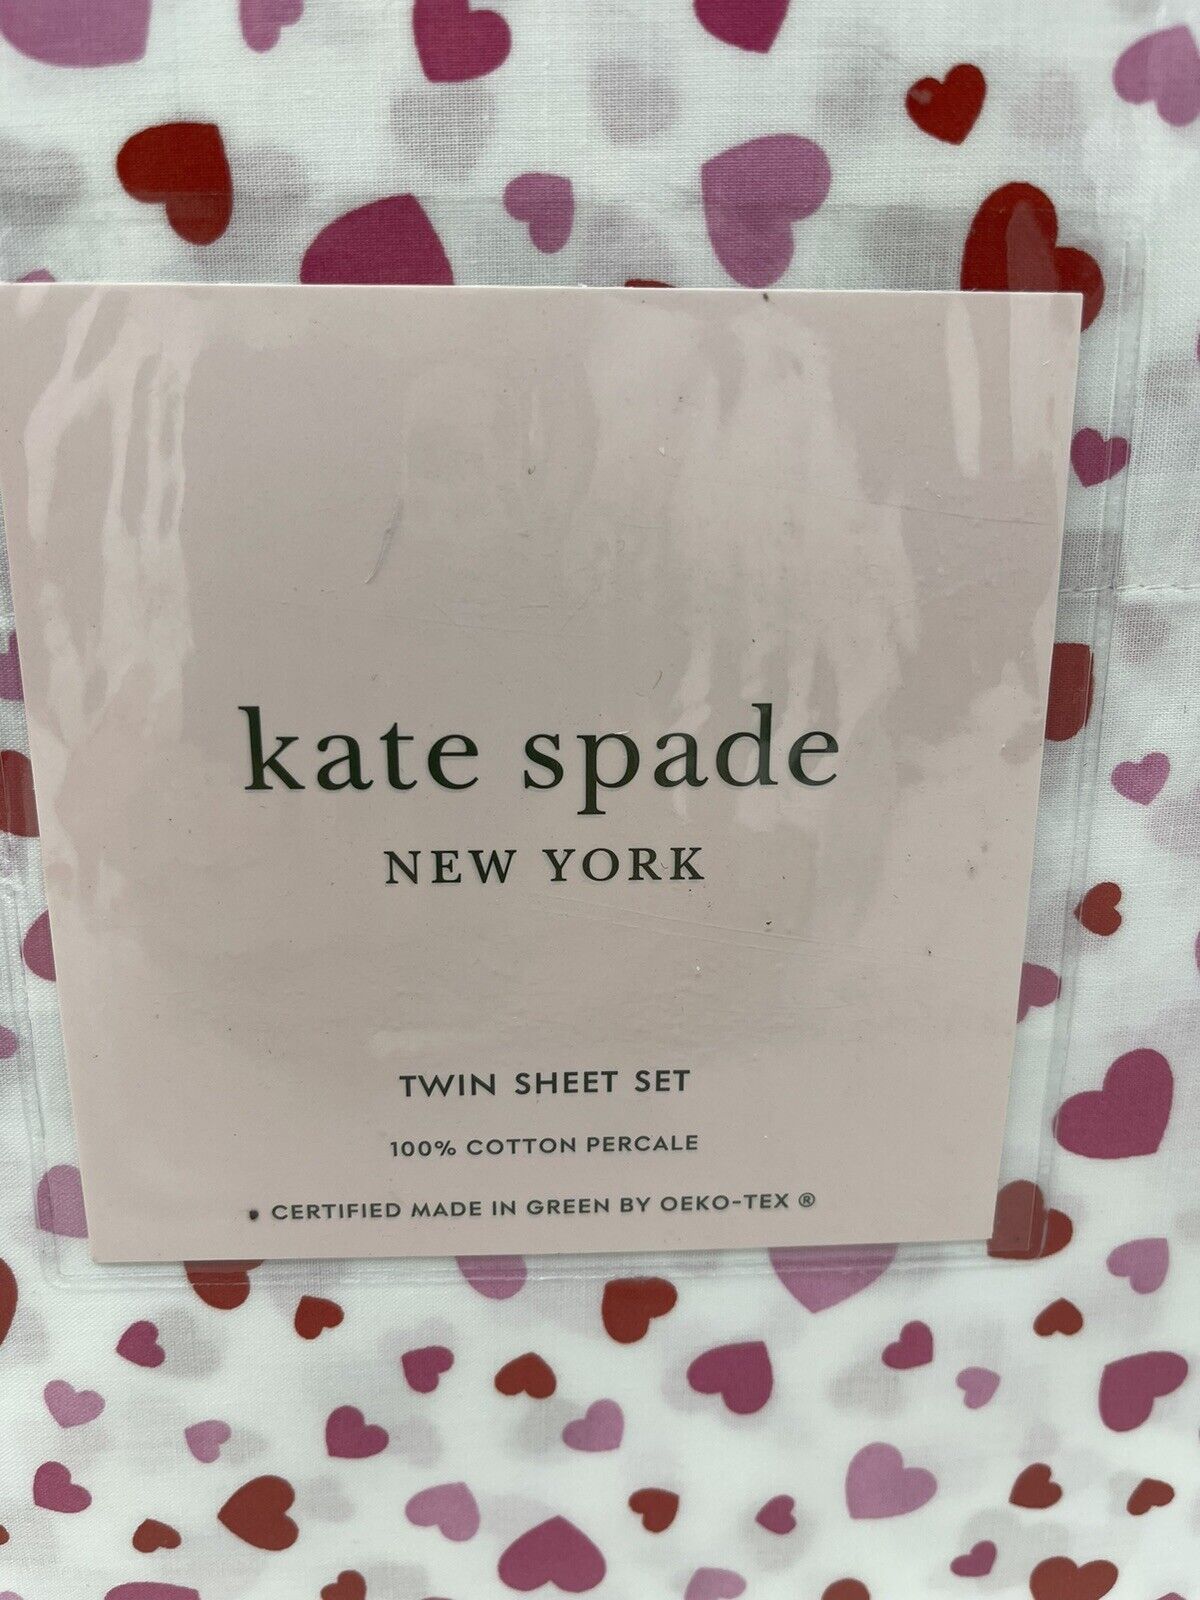 kate spade
NEW YORK
TWIN SHEET SET
100% COTTON PERCALE
• CERTIFIED MADE IN GREEN BY OEKO-TEX ®